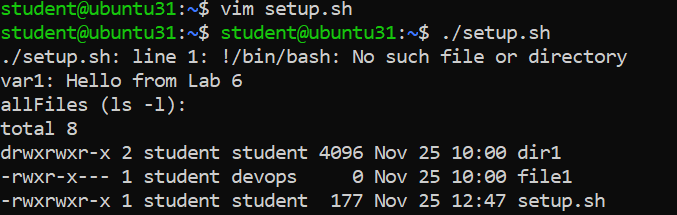 student@ubuntu31:~$ vim setup.sh
student@ubuntu31:~$ student@ubuntu31:~$ ./setup.sh
./setup.sh: line 1: !/bin/bash: No such file or directory
var1: Hello from Lab 6
allFiles (ls -l):
total 8
drwxrwxr-x 2 student student 4096 Nov 25 10:00 dir1
-rwxr-x--- 1 student devops     0 Nov 25 10:00 file1
-rwxrwxr-x 1 student student  177 Nov 25 12:47 setup.sh